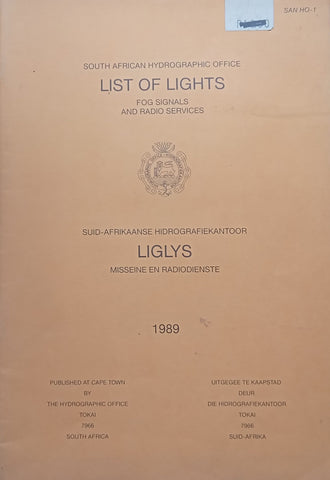 SAN HO-1
SOUTH AFRICAN HYDROGRAPHIC OFFICE
LIST OF LIGHTS
FOG SIGNALS
AND RADIO SERVICES
SUID-AFRIKAANSE HIDROGRAFIEKANTOOR
LIGLYS
MISSEINE EN RADIODIENSTE
1989
PUBLISHED AT CAPE TOWN
BY
THE HYDROGRAPHIC OFFICE
TOKAI
7966
SOUTH AFRICA
UITGEGEE TE KAAPSTAD
DEUR
DIE HIDROGRAFIEKANTOOR
TOKAI
7966
SUID-AFRIKA